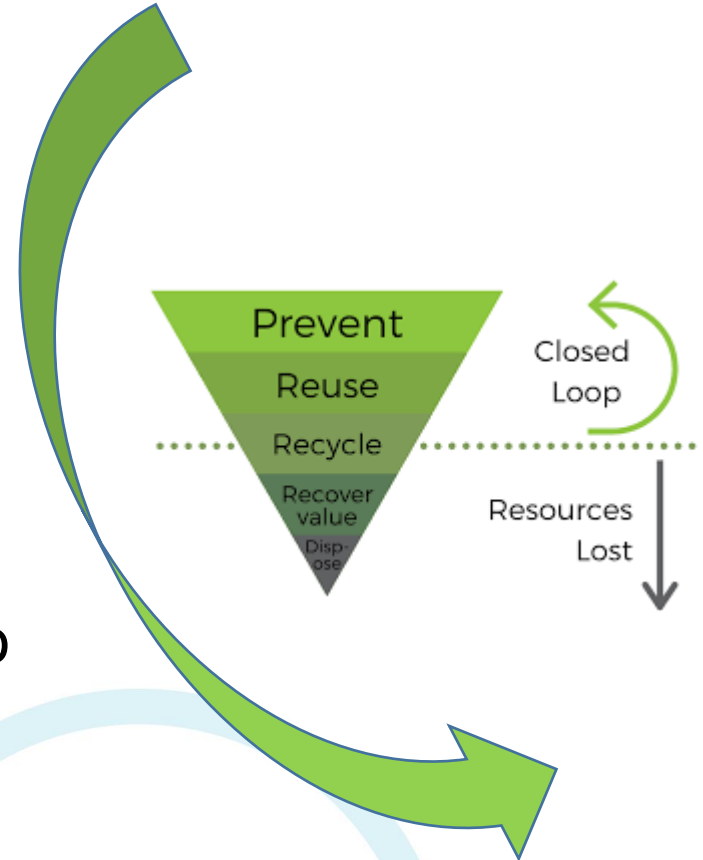 Prevent
Reuse
Recycle
Recover
value
Disp-
ose
Closed
Loop
Resources
Lost